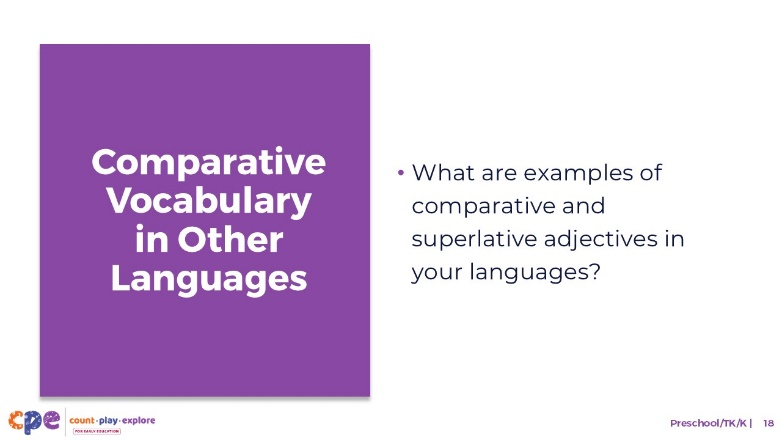 Comparative
Vocabulary
in Other
Languages
• What are examples of
comparative and
superlative adjectives in
your languages?
cpe
count·play·explore
FOR EARLY EDUCATION
Preschool/TK/K | 18